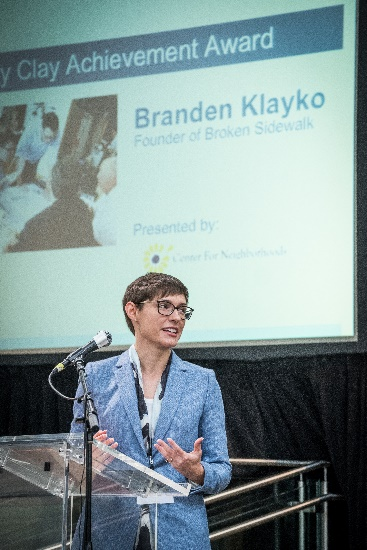 y Clay Achievement Award
Branden Klayko
Founder of Broken Sidewalk
Presented by:
Center For Neighborhoods